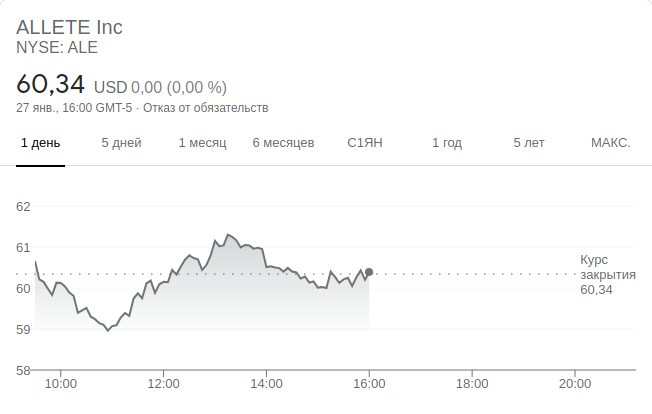 ALLETE Inc
NYSE: ALE
60,34 USD 0,00 (0,00 %)
27 янв., 16:00 GMT-5 · Отказ от обязательств
1 день 5 дней 1 месяц 6 месяцев С1ЯН 1 год 5 лет МАКС.
62
61
60
59
58
Курс
закрытия
60,34
10:00 12:00 14:00 16:00 18:00 20:00